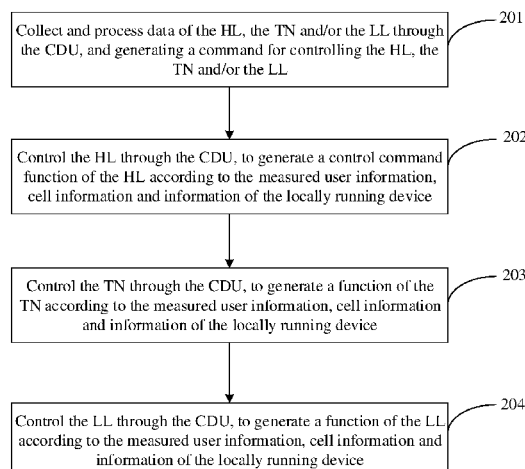 Collect and process data of the HL, the TN and/or the LL through
the CDU, and generating a command for controlling the HL, the
TN and/or the LL
201
Control the HL through the CDU, to generate a control command
function of the HL according to the measured user information,
cell information and information of the locally running device
202
Control the TN through the CDU, to generate a function of the
TN according to the measured user information, cell information
and information of the locally running device
203
Control the LL through the CDU, to generate a function of the LL
according to the measured user information, cell information and
information of the locally running device
204